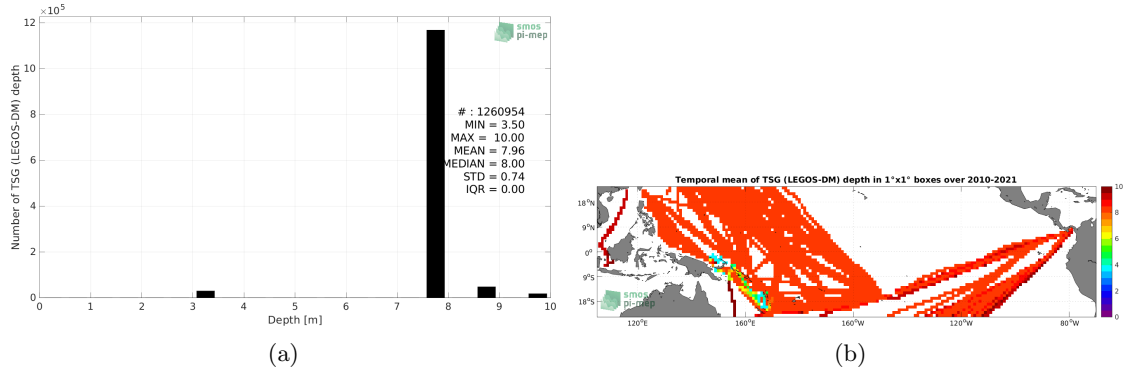 ×10⁵
12
10
8
6
4
2
0
Number of TSG (LEGOS-DM) depth
smos
pi-mep
# : 1260954
MIN = 3.50
MAX = 10.00
MEAN = 7.96
MEDIAN = 8.00
STD = 0.74
IQR = 0.00
0 1 2 3 4 5 6 7 8 9 10
Depth [m]
(a)
Temporal mean of TSG (LEGOS-DM) depth in 1°x1° boxes over 2010-2021
18°N
9°N
0°
9°S
18°S
smos
pi-mep
120°E 160°E 160°W 120°W 80°W
10
8
6
4
2
0
(b)